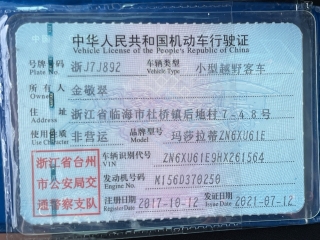 中华人民共和国机动车行驶证
Vehicle License of the People's Republic of China
号牌号码 浙J7J892 车辆类型 小型越野客车
Plate No. Vehicle Type
所有人 金敬翠
Owner
住址 浙江省临海市杜桥镇后地村7-48号
Address
使用性质 非营运 品牌型号 玛莎拉蒂ZN6XU61E
Use Character Model
浙江省台州
市公安局交
通警察支队
车辆识别代号 ZN6XU61E9HX261564
VIN
发动机号码 M156D370250
Engine No.
注册日期 2017-10-12 发证日期 2021-07-12
Register Date Issue Date